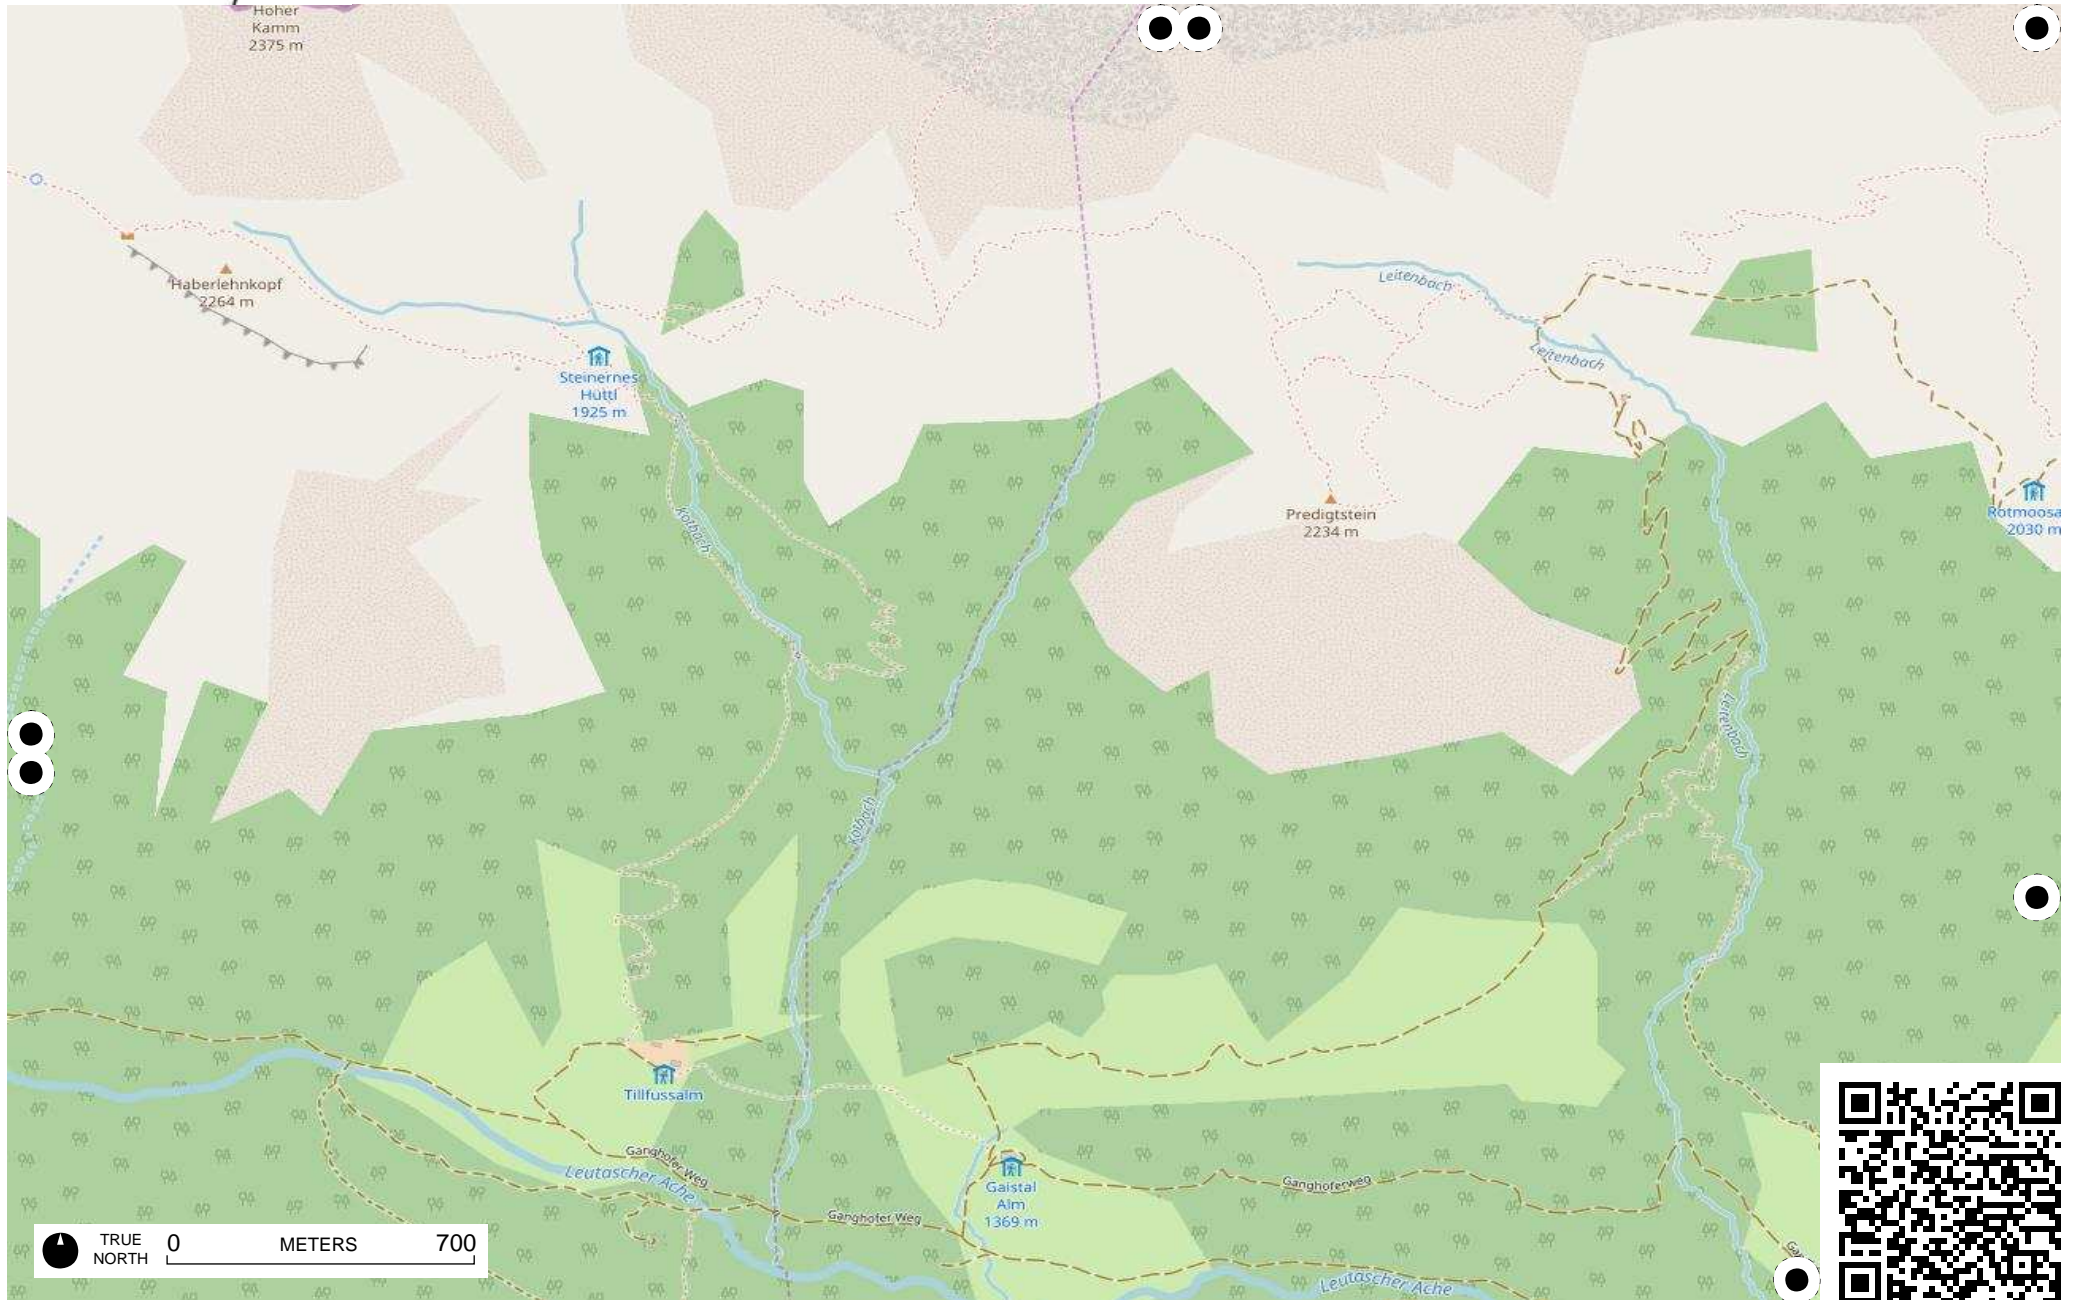 Hoher
Kamm
2375 m
Haberlehnkopf
2264 m
Leitenbach
Leitenbach
Steinernes
Hüttl
1925 m
Kotbach
Predigtstein
2234 m
Rotmoosa
2030 m
Leitenbach
Kotbach
Tillfussalm
Ganghofer Weg
Leutascher Ache
Gaistal
Alm
1369 m
Ganghoferweg
Ganghofer Weg
TRUE
NORTH
0 METERS 700
Leutascher Ache